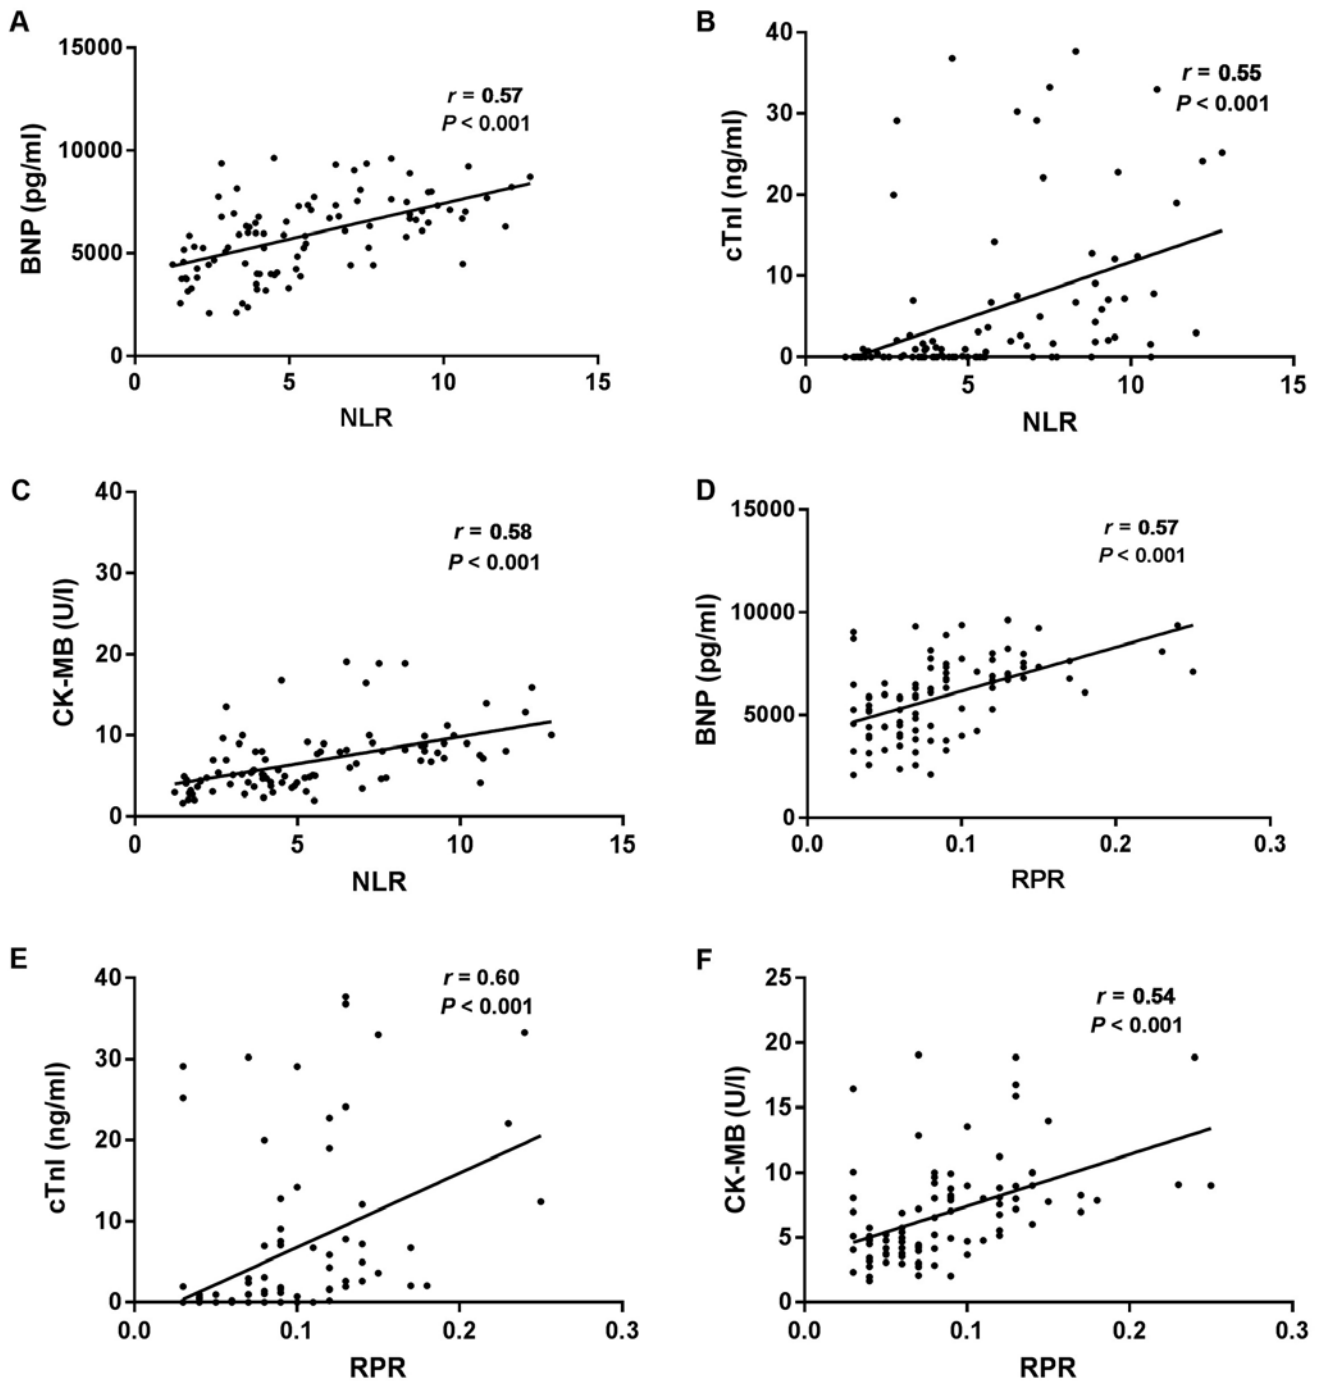 A
15000
10000
5000
0
BNP (pg/ml)
r = 0.57
P < 0.001
0 5 10 15
NLR
B
40
30
20
10
0
cTnI (ng/ml)
r = 0.55
P < 0.001
0 5 10 15
NLR
C
40
30
20
10
0
CK-MB (U/l)
r = 0.58
P < 0.001
0 5 10 15
NLR
D
15000
10000
5000
0
BNP (pg/ml)
r = 0.57
P < 0.001
0.0 0.1 0.2 0.3
RPR
E
40
30
20
10
0
cTnI (ng/ml)
r = 0.60
P < 0.001
0.0 0.1 0.2 0.3
RPR
F
25
20
15
10
5
0
CK-MB (U/l)
r = 0.54
P < 0.001
0.0 0.1 0.2 0.3
RPR